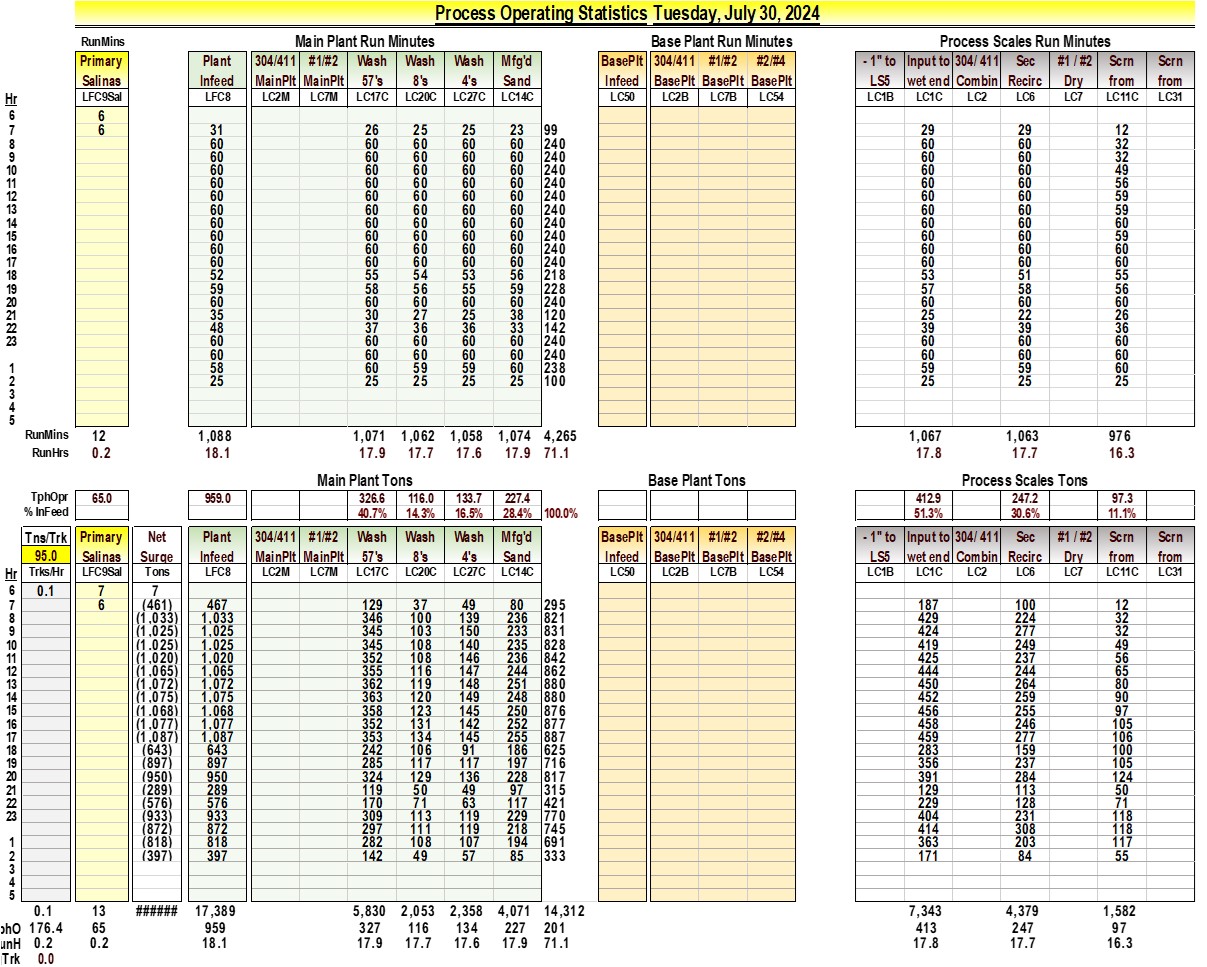 Process Operating Statistics Tuesday, July 30, 2024
RunMins Main Plant Run Minutes Base Plant Run Minutes Process Scales Run Minutes
Primary Plant 304/411 #1/#2 Wash Wash Wash Mfg'd BasePlt 304/411 #1/#2 #2/#4 - 1" to Input to 304/ 411 Sec #1 / #2 Scrn Scrn
Salinas Infeed MainPlt MainPlt 57's 8's 4's Sand Infeed BasePlt BasePlt BasePlt LS5 wet end Combin Recirc Dry from from
Hr LFC9Sal LFC8 LC2M LC7M LC17C LC20C LC27C LC14C LC50 LC2B LC7B LC54 LC1B LC1C LC2 LC6 LC7 LC11C LC31
6 6
7 6 31 26 25 25 23 99 29 29 12
8 60 60 60 60 60 240 60 60 32
9 60 60 60 60 60 240 60 60 32
10 60 60 60 60 60 240 60 60 49
11 60 60 60 60 60 240 60 60 56
12 60 60 60 60 60 240 60 60 59
13 60 60 60 60 60 240 60 60 59
14 60 60 60 60 60 240 60 60 60
15 60 60 60 60 60 240 60 60 59
16 60 60 60 60 60 240 60 60 60
17 60 60 60 60 60 240 60 60 60
18 52 55 54 53 56 218 53 51 55
19 59 58 56 55 59 228 57 58 56
20 60 60 60 60 60 240 60 60 60
21 35 30 27 25 38 120 25 22 26
22 48 37 36 36 33 142 39 39 36
23 60 60 60 60 60 240 60 60 60
60 60 60 60 60 240 60 60 60
1 58 60 59 59 60 238 59 59 60
2 25 25 25 25 25 100 25 25 25
3
4
5
RunMins 12 1,088 1,071 1,062 1,058 1,074 4,265 1,067 1,063 976
RunHrs 0.2 18.1 17.9 17.7 17.6 17.9 71.1 17.8 17.7 16.3
Main Plant Tons Base Plant Tons Process Scales Tons
TphOpr 65.0 959.0 326.6 116.0 133.7 227.4 412.9 247.2 97.3
% InFeed 40.7% 14.3% 16.5% 28.4% 100.0% 51.3% 30.6% 11.1%
Tns/Trk Primary Net Plant 304/411 #1/#2 Wash Wash Wash Mfg'd BasePlt 304/411 #1/#2 #2/#4 - 1" to Input to 304/ 411 Sec #1 / #2 Scrn Scrn
95.0 Salinas Surge Infeed MainPlt MainPlt 57's 8's 4's Sand Infeed BasePlt BasePlt BasePlt LS5 wet end Combin Recirc Dry from from
Hr Trks/Hr LFC9Sal Tons LFC8 LC2M LC7M LC17C LC20C LC27C LC14C LC50 LC2B LC7B LC54 LC1B LC1C LC2 LC6 LC7 LC11C LC31
6 0.1 7 7
7 6 (461) 467 129 37 49 80 295 187 100 12
8 (1,033) 1,033 346 100 139 236 821 429 224 32
9 (1,025) 1,025 345 103 150 233 831 424 277 32
10 (1,025) 1,025 345 108 140 235 828 419 249 49
11 (1,020) 1,020 352 108 146 236 842 425 237 56
12 (1,065) 1,065 355 116 147 244 862 444 244 65
13 (1,072) 1,072 362 119 148 251 880 450 264 80
14 (1,075) 1,075 363 120 149 248 880 452 259 90
15 (1,068) 1,068 358 123 145 250 876 456 255 97
16 (1,077) 1,077 352 131 142 252 877 458 246 105
17 (1,087) 1,087 353 134 145 255 887 459 277 106
18 (643) 643 242 106 91 186 625 283 159 100
19 (897) 897 285 117 117 197 716 356 237 105
20 (950) 950 324 129 136 228 817 391 284 124
21 (289) 289 119 50 49 97 315 129 113 50
22 (576) 576 170 71 63 117 421 229 128 71
23 (933) 933 309 113 119 229 770 404 231 118
(872) 872 297 111 119 218 745 414 308 118
1 (818) 818 282 108 107 194 691 363 203 117
2 (397) 397 142 49 57 85 333 171 84 55
3
4
5
0.1 13 ###### 17,389 5,830 2,053 2,358 4,071 14,312 7,343 4,379 1,582
phO 176.4 65 959 327 116 134 227 201 413 247 97
unH 0.2 0.2 18.1 17.9 17.7 17.6 17.9 71.1 17.8 17.7 16.3
Trk 0.0